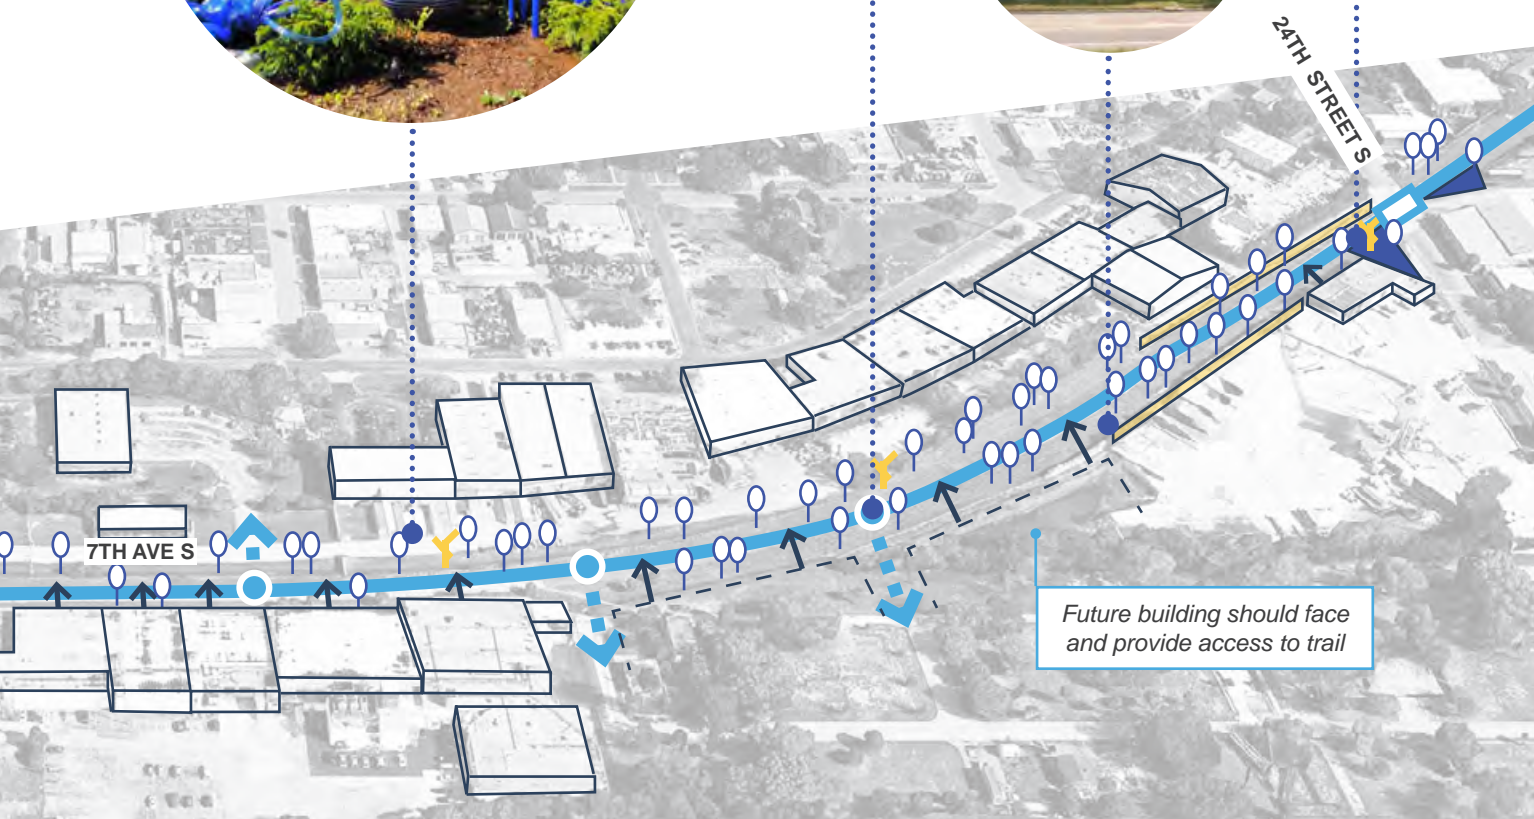 24TH STREET S
7TH AVE S
Future building should face
and provide access to trail